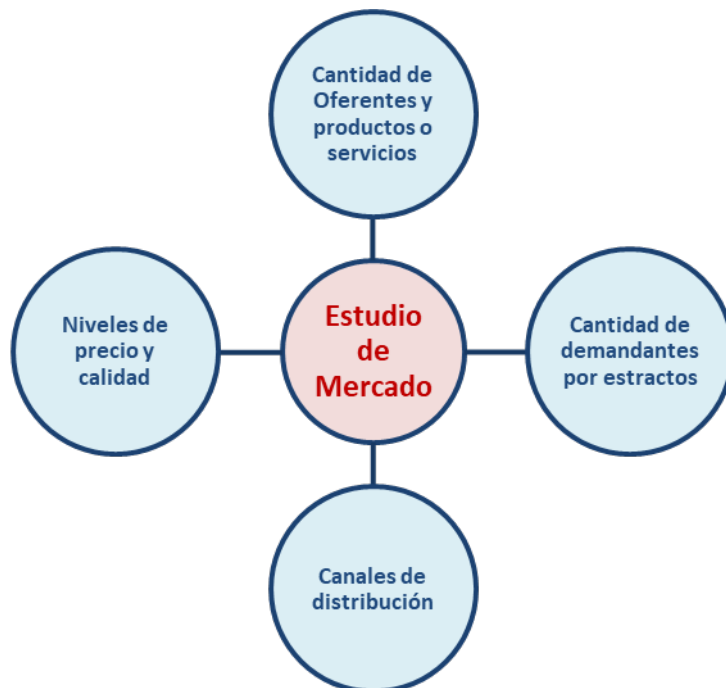 Cantidad de
Oferentes y
productos o
servicios
Niveles de
precio y
calidad
Estudio
de
Mercado
Cantidad de
demandantes
por estractos
Canales de
distribución